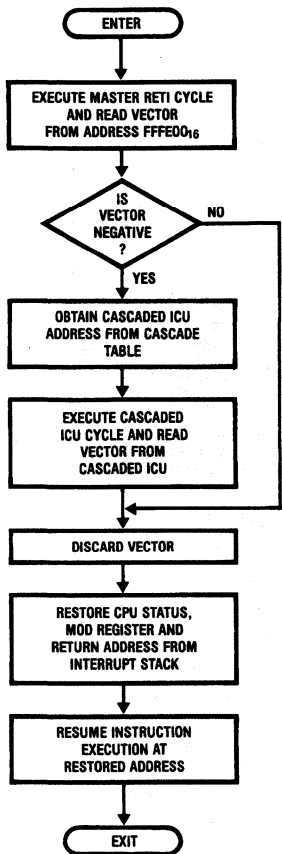 ENTER
EXECUTE MASTER RETI CYCLE
AND READ VECTOR
FROM ADDRESS FFFE00₁₆
IS
VECTOR
NEGATIVE
?
NO
YES
OBTAIN CASCADED ICU
ADDRESS FROM CASCADE
TABLE
EXECUTE CASCADED
ICU CYCLE AND READ
VECTOR FROM
CASCADED ICU
DISCARD VECTOR
RESTORE CPU STATUS,
MOD REGISTER AND
RETURN ADDRESS FROM
INTERRUPT STACK
RESUME INSTRUCTION
EXECUTION AT
RESTORED ADDRESS
EXIT